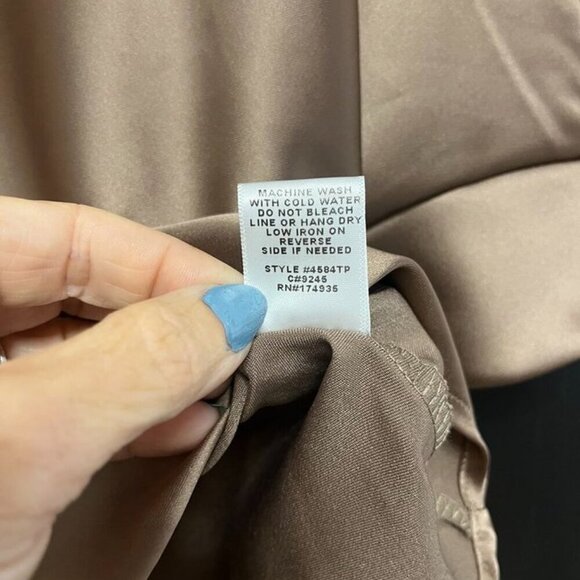 MACHINE WASH
WITH COLD WATER
DO NOT BLEACH
LINE OR HANG DRY
LOW IRON ON
REVERSE
SIDE IF NEEDED
STYLE #4584TP
C#9245
RN#174935